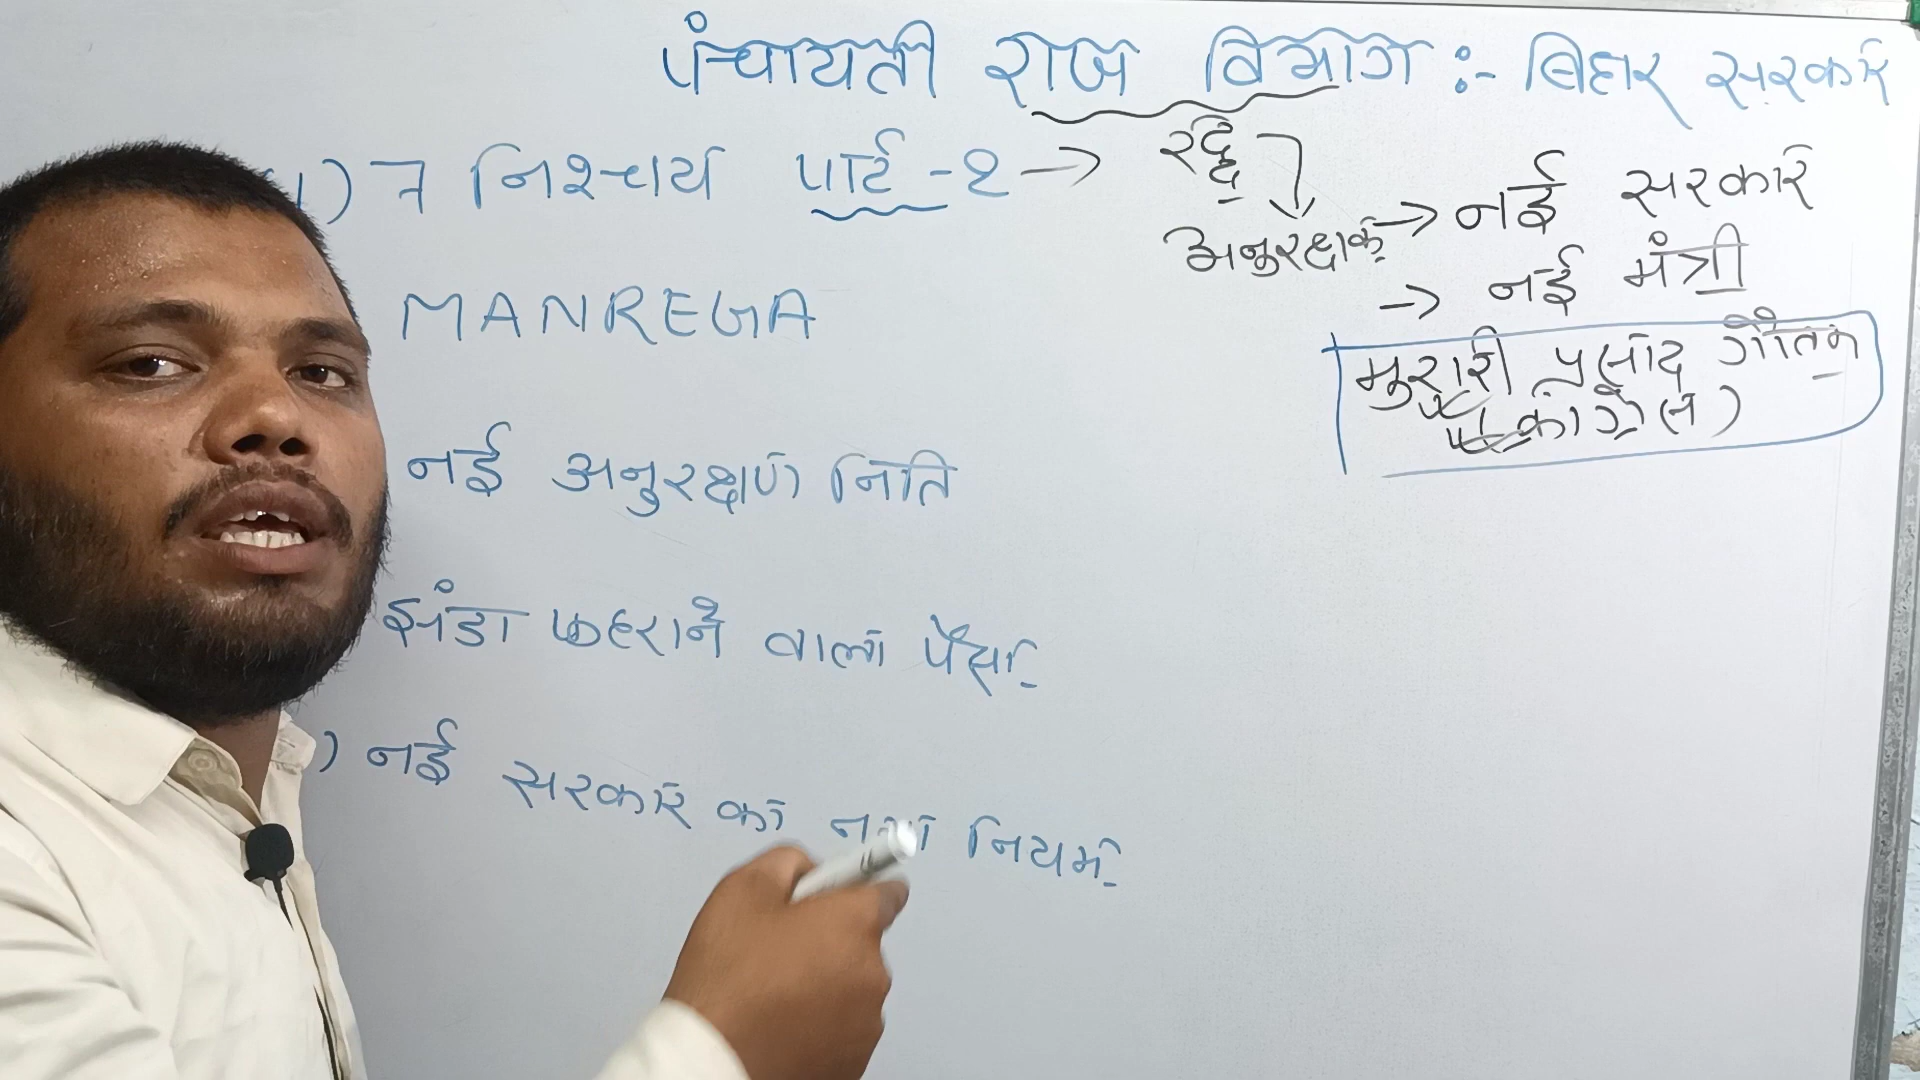 पंचायती राज विभाग :- बिहार सरकार
1) 7 निश्चय पार्ट -2 → रद्द
अनुरक्षक → नई सरकार
→ नई मंत्री
मुरारी प्रसाद गौतम
(कांग्रेस)
MANREGA
नई अनुरक्षण निति
झंडा फहराने वाला पैसा
) नई सरकार का नया नियम